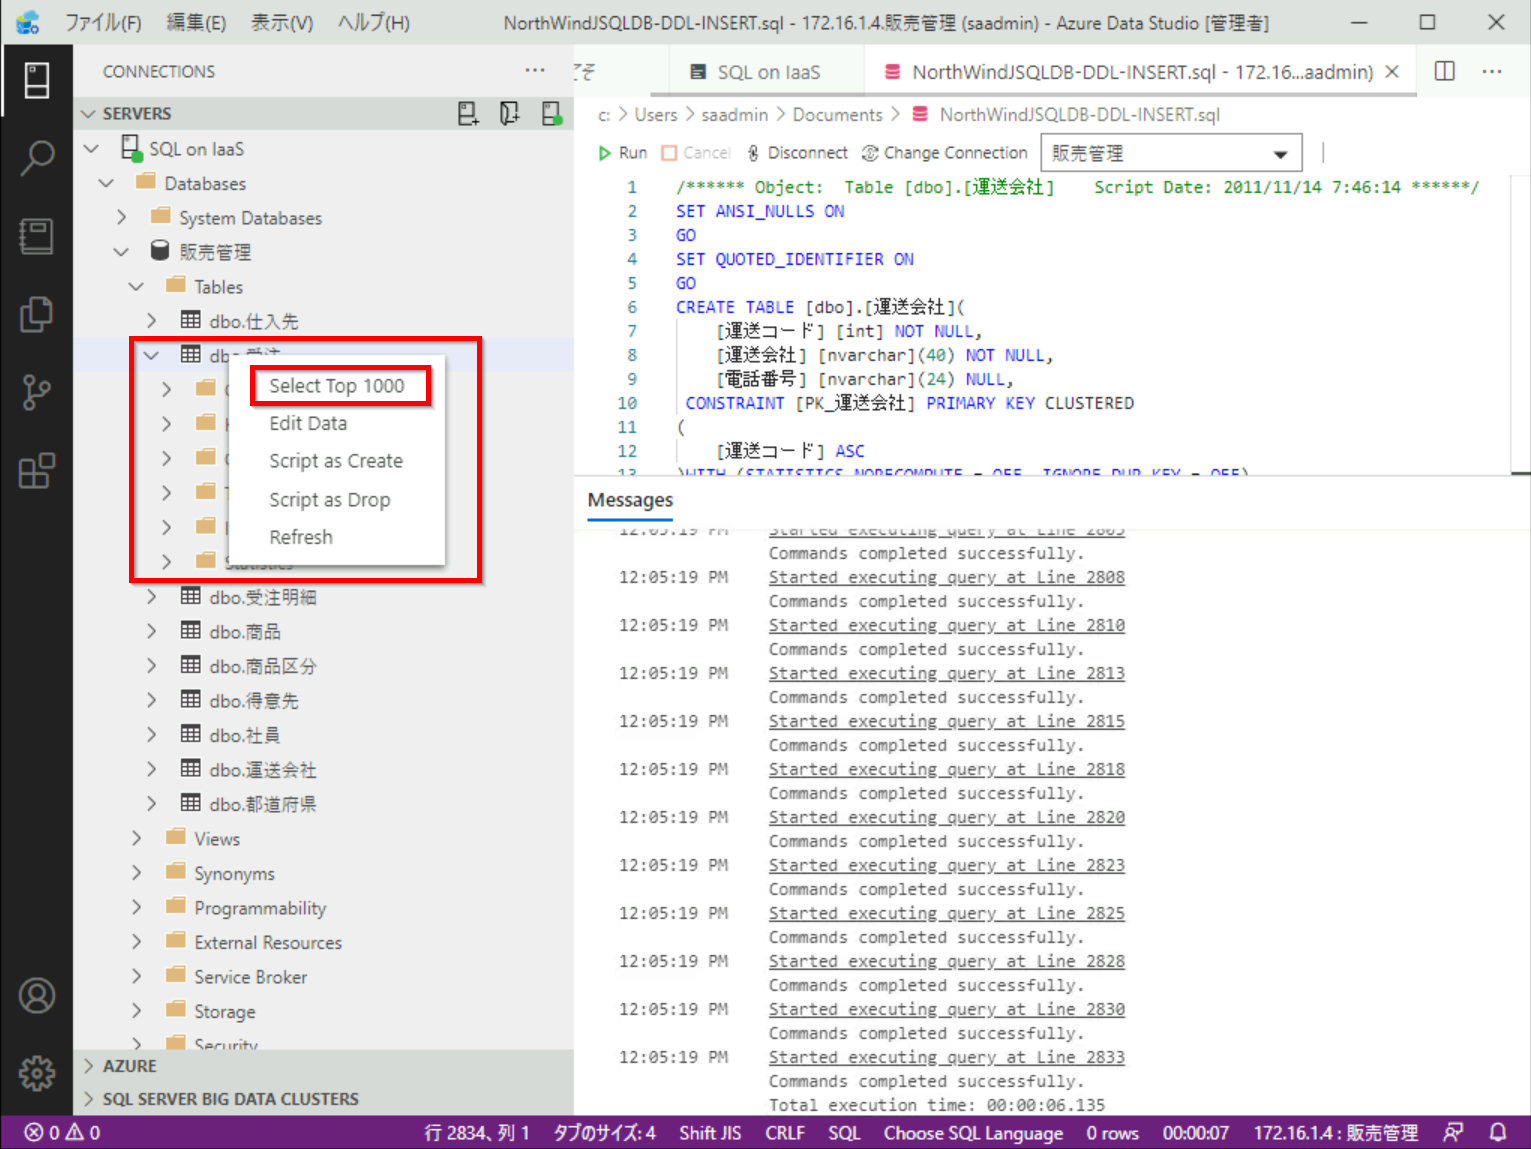 ファイル(F) 編集(E) 表示(V) ヘルプ(H) NorthWindJSQLDB-DDL-INSERT.sql - 172.16.1.4.販売管理 (saadmin) - Azure Data Studio [管理者]
CONNECTIONS
SERVERS
SQL on IaaS
Databases
System Databases
販売管理
Tables
dbo.仕入先
dbo.受注
Select Top 1000
Edit Data
Script as Create
Script as Drop
Refresh
Statistics
dbo.受注明細
dbo.商品
dbo.商品区分
dbo.得意先
dbo.社員
dbo.運送会社
dbo.都道府県
Views
Synonyms
Programmability
External Resources
Service Broker
Storage
Security
AZURE
SQL SERVER BIG DATA CLUSTERS
こそ SQL on IaaS NorthWindJSQLDB-DDL-INSERT.sql - 172.16...aadmin)
c: > Users > saadmin > Documents > NorthWindJSQLDB-DDL-INSERT.sql
Run Cancel Disconnect Change Connection 販売管理
1 /****** Object: Table [dbo].[運送会社] Script Date: 2011/11/14 7:46:14 ******/
2 SET ANSI_NULLS ON
3 GO
4 SET QUOTED_IDENTIFIER ON
5 GO
6 CREATE TABLE [dbo].[運送会社](
7 [運送コード] [int] NOT NULL,
8 [運送会社] [nvarchar](40) NOT NULL,
9 [電話番号] [nvarchar](24) NULL,
10 CONSTRAINT [PK_運送会社] PRIMARY KEY CLUSTERED
11 (
12 [運送コード] ASC
13 )WITH (STATISTICS_NORECOMPUTE = OFF, IGNORE_DUP_KEY = OFF)
Messages
12:05:19 PM Started executing query at Line 2805
Commands completed successfully.
12:05:19 PM Started executing query at Line 2808
Commands completed successfully.
12:05:19 PM Started executing query at Line 2810
Commands completed successfully.
12:05:19 PM Started executing query at Line 2813
Commands completed successfully.
12:05:19 PM Started executing query at Line 2815
Commands completed successfully.
12:05:19 PM Started executing query at Line 2818
Commands completed successfully.
12:05:19 PM Started executing query at Line 2820
Commands completed successfully.
12:05:19 PM Started executing query at Line 2823
Commands completed successfully.
12:05:19 PM Started executing query at Line 2825
Commands completed successfully.
12:05:19 PM Started executing query at Line 2828
Commands completed successfully.
12:05:19 PM Started executing query at Line 2830
Commands completed successfully.
12:05:19 PM Started executing query at Line 2833
Commands completed successfully.
Total execution time: 00:00:06.135
0 0 行 2834、列 1 タブのサイズ: 4 Shift JIS CRLF SQL Choose SQL Language 0 rows 00:00:07 172.16.1.4 : 販売管理